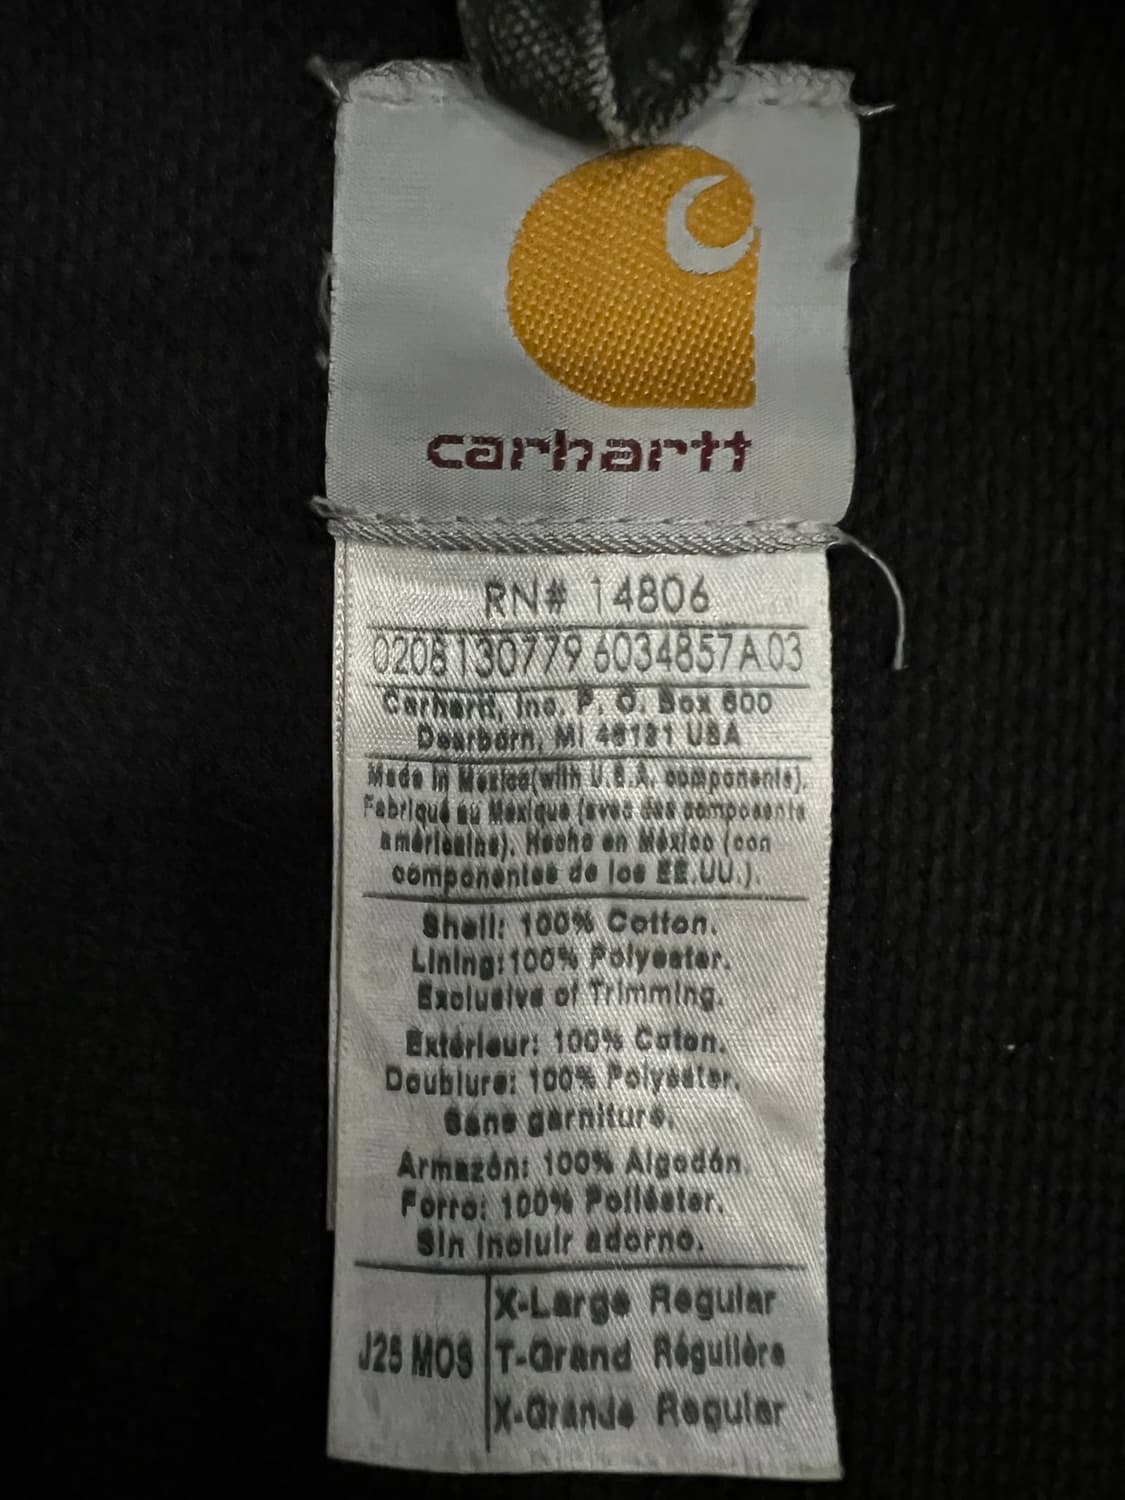 carhartt
RN# 14806
0208130779 6034857A03
Carhartt, Inc. P. O. Box 600
Dearborn, MI 48121 USA
Made in Mexico(with U.S.A. components).
Fabriqué au Mexique (avec des composants
américains). Hecho en México (con
componentes de los EE.UU.).
Shell: 100% Cotton.
Lining:100% Polyester.
Exclusive of Trimming.
Extérieur: 100% Coton.
Doublure: 100% Polyester.
Sans garniture.
Armazón: 100% Algodón.
Forro: 100% Poliéster.
Sin incluir adorno.
J25 MOS
X-Large Regular
T-Grand Régulière
X-Grande Regular